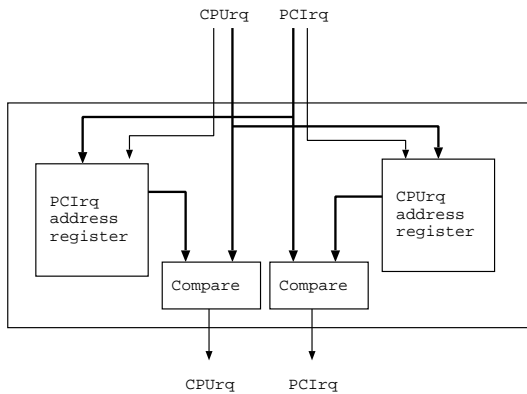 CPUrq PCIrq
PCIrq
address
register
CPUrq
address
register
Compare
Compare
CPUrq PCIrq